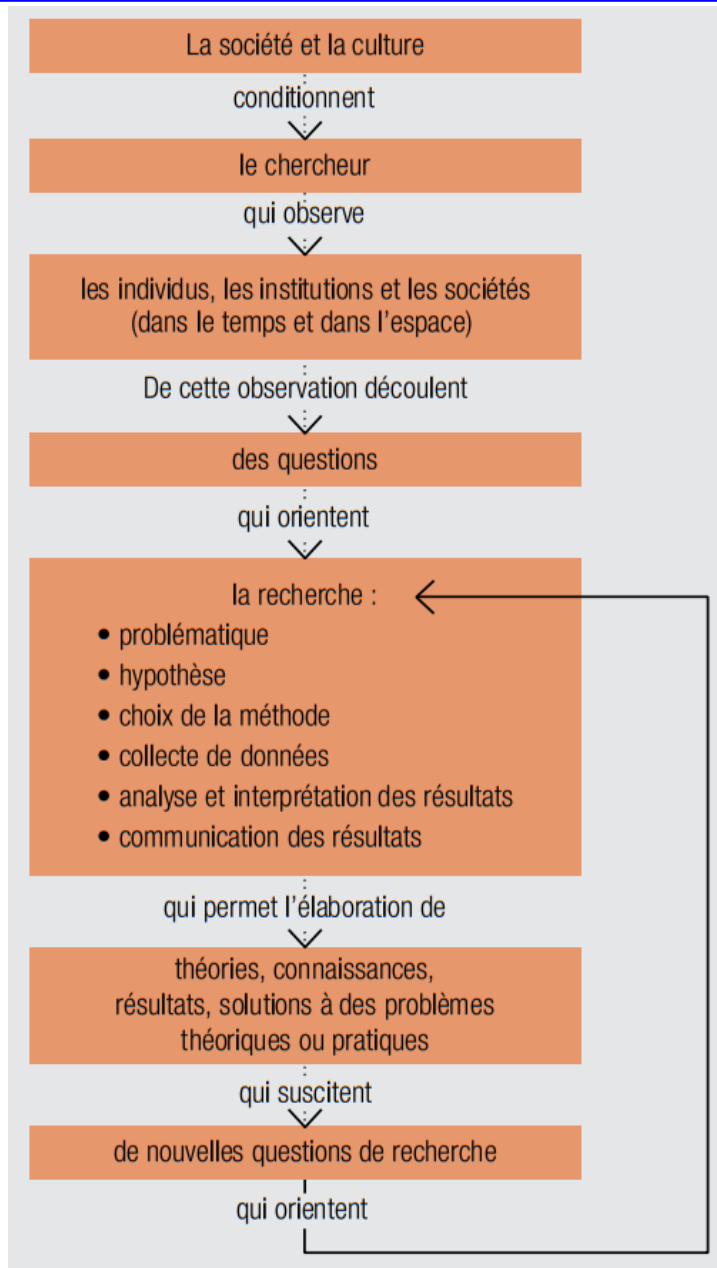 La société et la culture
conditionnent
le chercheur
qui observe
les individus, les institutions et les sociétés
(dans le temps et dans l'espace)
De cette observation découlent
des questions
qui orientent
la recherche :
• problématique
• hypothèse
• choix de la méthode
• collecte de données
• analyse et interprétation des résultats
• communication des résultats
qui permet l'élaboration de
théories, connaissances,
résultats, solutions à des problèmes
théoriques ou pratiques
qui suscitent
de nouvelles questions de recherche
qui orientent